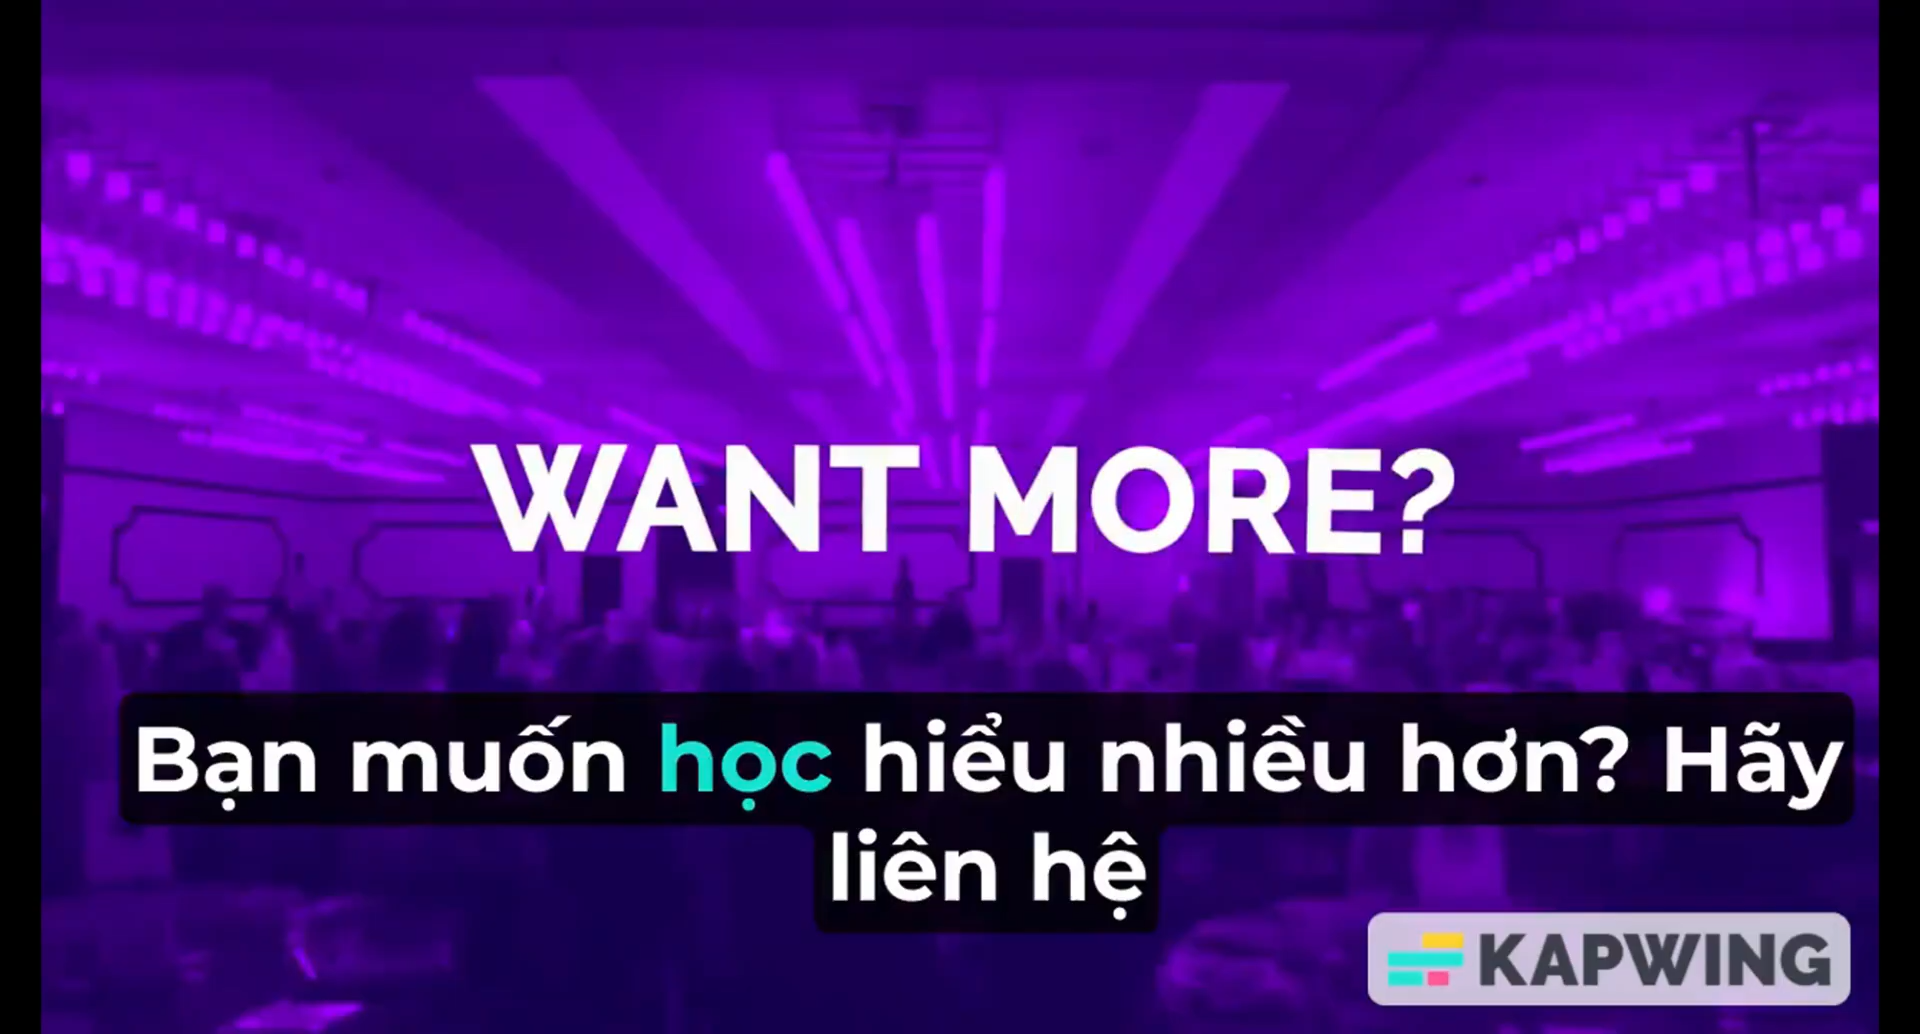 WANT MORE?
Bạn muốn học hiểu nhiều hơn? Hãy
liên hệ
KAPWING